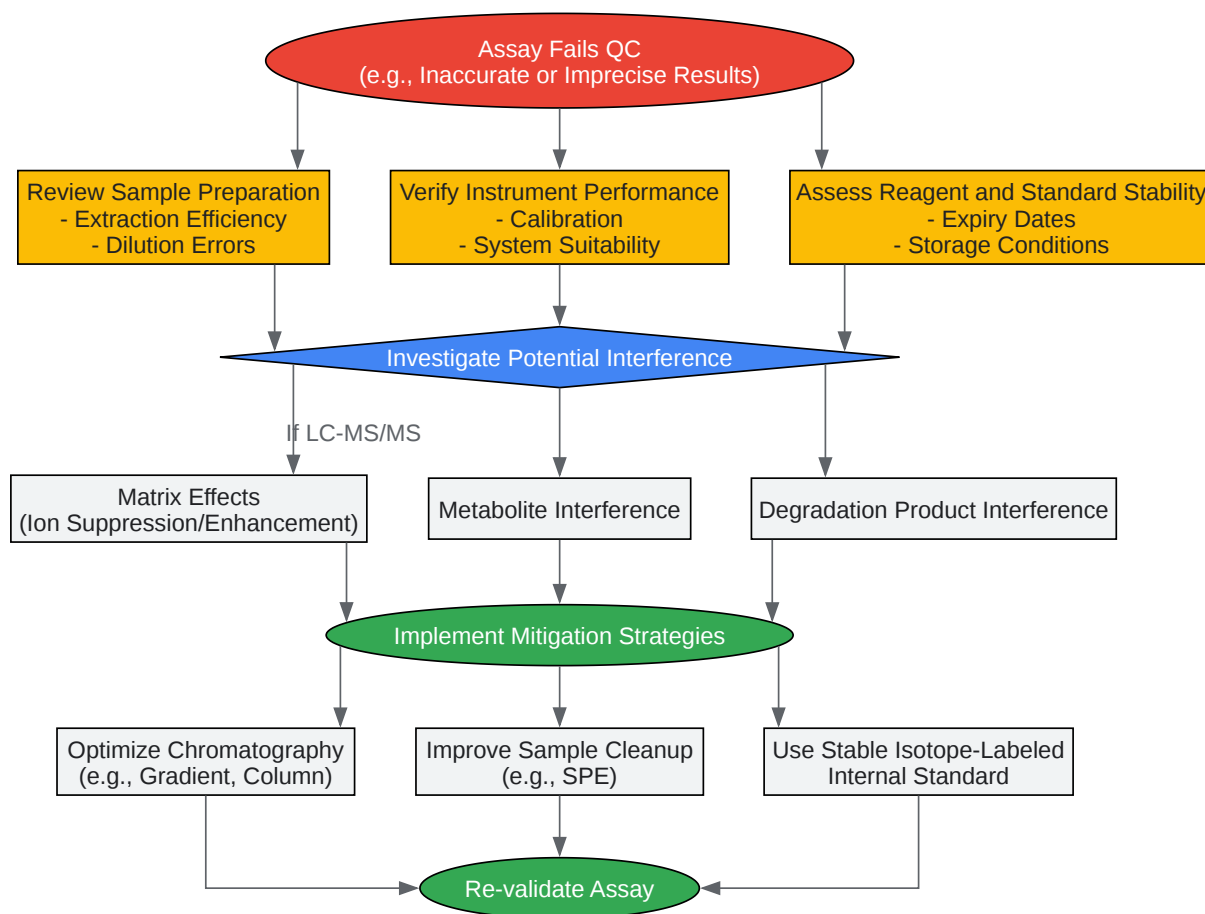 Assay Fails QC
(e.g., Inaccurate or Imprecise Results)
Review Sample Preparation
- Extraction Efficiency
- Dilution Errors
Verify Instrument Performance
- Calibration
- System Suitability
Assess Reagent and Standard Stability
- Expiry Dates
- Storage Conditions
Investigate Potential Interference
If LC-MS/MS
Matrix Effects
(Ion Suppression/Enhancement)
Metabolite Interference
Degradation Product Interference
Implement Mitigation Strategies
Optimize Chromatography
(e.g., Gradient, Column)
Improve Sample Cleanup
(e.g., SPE)
Use Stable Isotope-Labeled
Internal Standard
Re-validate Assay